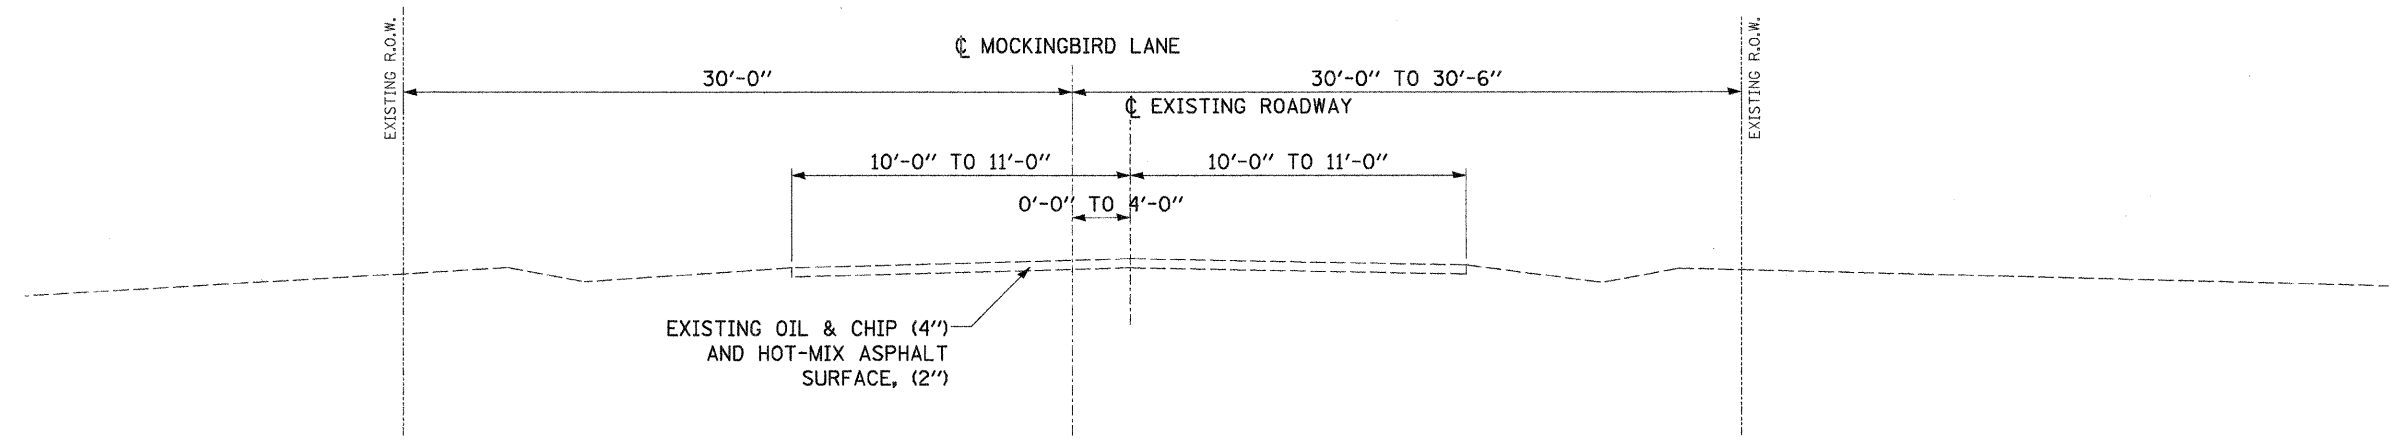 EXISTING R.O.W.
℄ MOCKINGBIRD LANE
EXISTING R.O.W.
30'-0"
30'-0" TO 30'-6"
℄ EXISTING ROADWAY
10'-0" TO 11'-0"
10'-0" TO 11'-0"
0'-0" TO 4'-0"
EXISTING OIL & CHIP (4")
AND HOT-MIX ASPHALT
SURFACE, (2")